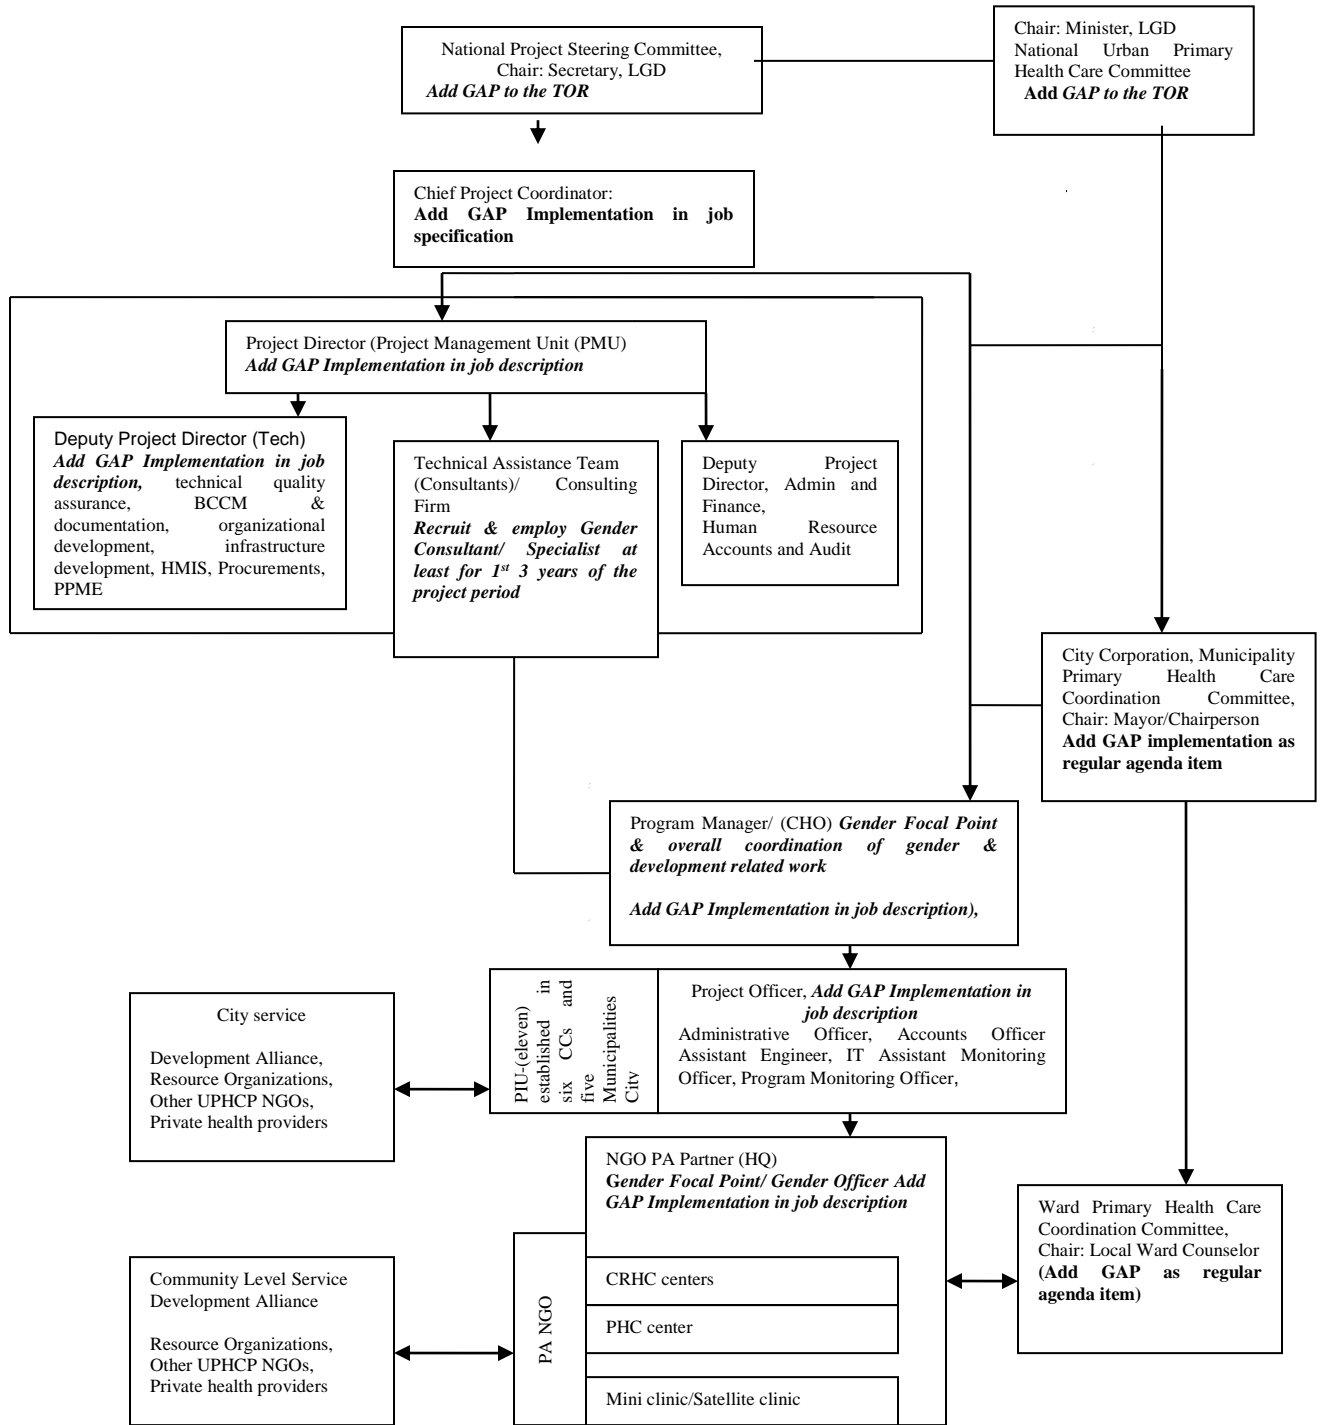 National Project Steering Committee,
Chair: Secretary, LGD
Add GAP to the TOR
Chair: Minister, LGD
National Urban Primary
Health Care Committee
Add GAP to the TOR
Chief Project Coordinator:
Add GAP Implementation in job
specification
Project Director (Project Management Unit (PMU)
Add GAP Implementation in job description
Deputy Project Director (Tech)
Add GAP Implementation in job
description, technical quality
assurance, BCCM &
documentation, organizational
development, infrastructure
development, HMIS, Procurements,
PPME
Technical Assistance Team
(Consultants)/ Consulting
Firm
Recruit & employ Gender
Consultant/ Specialist at
least for 1st 3 years of the
project period
Deputy Project
Director, Admin and
Finance,
Human Resource
Accounts and Audit
City Corporation, Municipality
Primary Health Care
Coordination Committee,
Chair: Mayor/Chairperson
Add GAP implementation as
regular agenda item
Program Manager/ (CHO) Gender Focal Point
& overall coordination of gender &
development related work
Add GAP Implementation in job description),
PIU-(eleven)
established in
six CCs and
five
Municipalities
City
Project Officer, Add GAP Implementation in
job description
Administrative Officer, Accounts Officer
Assistant Engineer, IT Assistant Monitoring
Officer, Program Monitoring Officer,
City service
Development Alliance,
Resource Organizations,
Other UPHCP NGOs,
Private health providers
NGO PA Partner (HQ)
Gender Focal Point/ Gender Officer Add
GAP Implementation in job description
PA NGO
CRHC centers
PHC center
Mini clinic/Satellite clinic
Ward Primary Health Care
Coordination Committee,
Chair: Local Ward Counselor
(Add GAP as regular
agenda item)
Community Level Service
Development Alliance
Resource Organizations,
Other UPHCP NGOs,
Private health providers